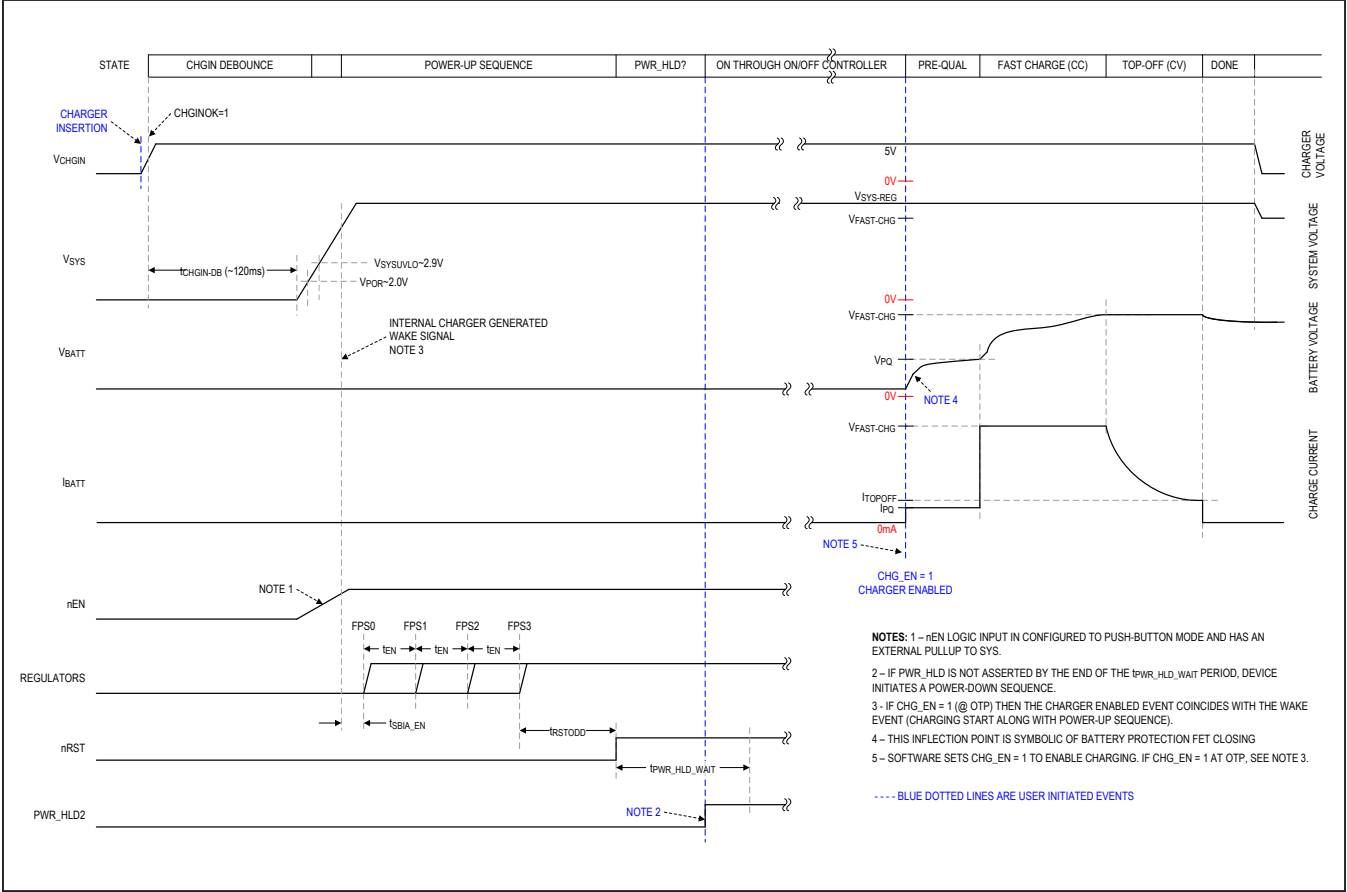 STATE
CHGIN DEBOUNCE
POWER-UP SEQUENCE
PWR_HLD?
ON THROUGH ON/OFF CONTROLLER
PRE-QUAL
FAST CHARGE (CC)
TOP-OFF (CV)
DONE
CHARGER
INSERTION
CHGINOK=1
VCHGIN
5V
0V
CHARGER
VOLTAGE
VSYS-REG
VFAST-CHG
VSYS
tCHGIN-DB (~120ms)
VSYSUVLO~2.9V
VPOR~2.0V
0V
SYSTEM VOLTAGE
INTERNAL CHARGER GENERATED
WAKE SIGNAL
NOTE 3
VFAST-CHG
VBATT
VPQ
0V
NOTE 4
BATTERY VOLTAGE
VFAST-CHG
IBATT
ITOPOFF
IPQ
0mA
CHARGE CURRENT
NOTE 5
CHG_EN = 1
CHARGER ENABLED
NOTE 1
nEN
FPS0
FPS1
FPS2
FPS3
tEN
tEN
tEN
REGULATORS
tSBIA_EN
tRSTODD
nRST
tPWR_HLD_WAIT
NOTE 2
PWR_HLD2
NOTES: 1 – nEN LOGIC INPUT IN CONFIGURED TO PUSH-BUTTON MODE AND HAS AN
EXTERNAL PULLUP TO SYS.
2 – IF PWR_HLD IS NOT ASSERTED BY THE END OF THE tPWR_HLD_WAIT PERIOD, DEVICE
INITIATES A POWER-DOWN SEQUENCE.
3 - IF CHG_EN = 1 (@ OTP) THEN THE CHARGER ENABLED EVENT COINCIDES WITH THE WAKE
EVENT (CHARGING START ALONG WITH POWER-UP SEQUENCE).
4 – THIS INFLECTION POINT IS SYMBOLIC OF BATTERY PROTECTION FET CLOSING
5 – SOFTWARE SETS CHG_EN = 1 TO ENABLE CHARGING. IF CHG_EN = 1 AT OTP, SEE NOTE 3.
- - - - BLUE DOTTED LINES ARE USER INITIATED EVENTS